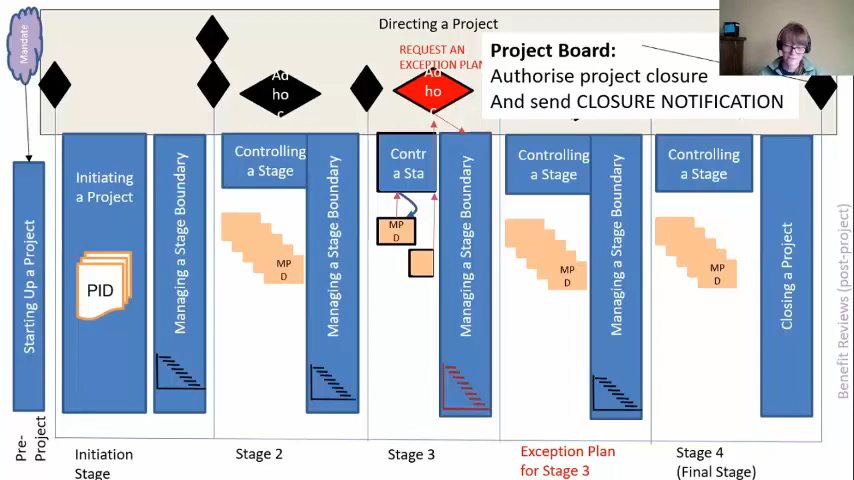 Directing a Project
Mandate
REQUEST AN
EXCEPTION PLAN
Project Board:
Authorise project closure
And send CLOSURE NOTIFICATION
Ad
ho
c
Ad
ho
c
Starting Up a Project
Initiating
a Project
PID
Managing a Stage Boundary
Controlling
a Stage
MP
D
Managing a Stage Boundary
Contr
a Sta
MP
D
Managing a Stage Boundary
Controlling
a Stage
MP
D
Managing a Stage Boundary
Controlling
a Stage
MP
D
Closing a Project
Benefit Reviews (post-project)
Pre-
Project
Initiation
Stage
Stage 2
Stage 3
Exception Plan
for Stage 3
Stage 4
(Final Stage)